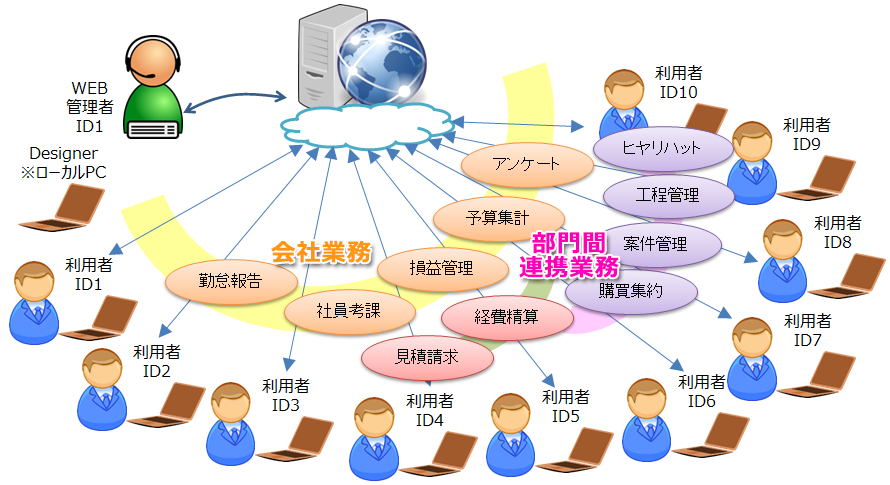 WEB
管理者
ID1
Designer
※ローカルPC
利用者
ID10
利用者
ID9
ヒヤリハット
アンケート
工程管理
予算集計
案件管理
利用者
ID8
会社業務
部門間
連携業務
損益管理
勤怠報告
購買集約
利用者
ID1
社員考課
経費精算
見積請求
利用者
ID7
利用者
ID2
利用者
ID3
利用者
ID4
利用者
ID5
利用者
ID6